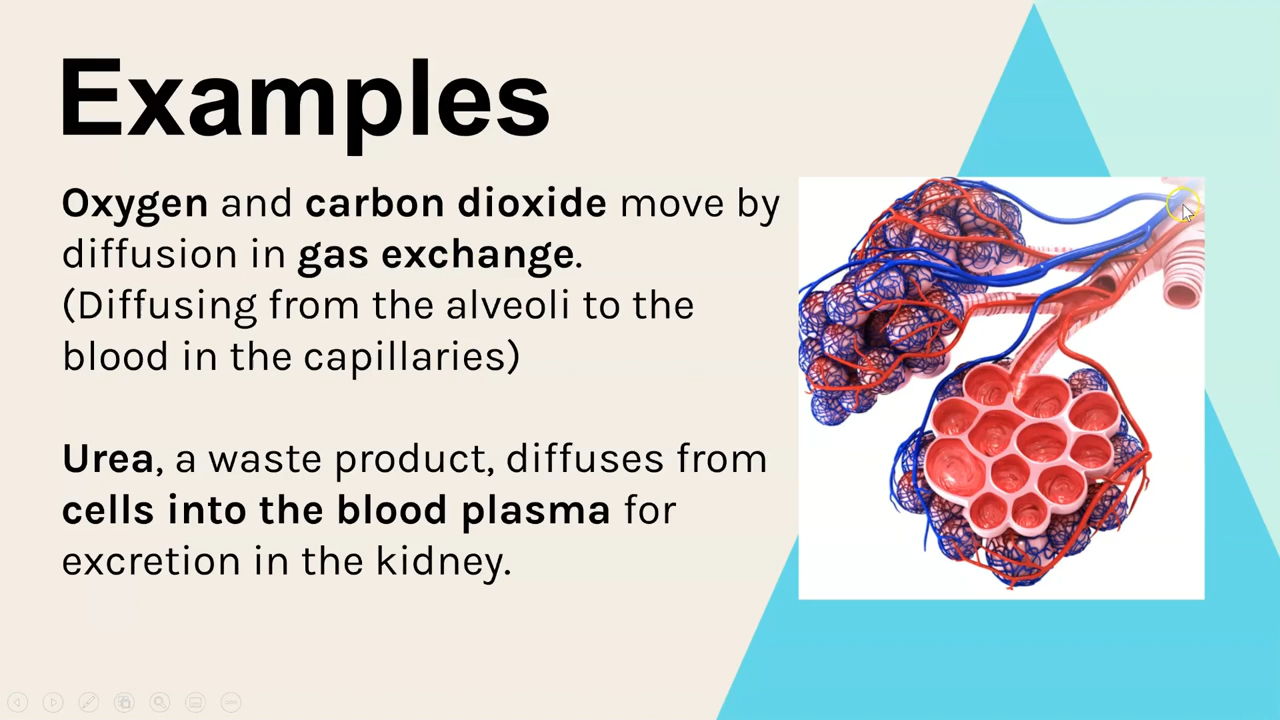 Examples
Oxygen and carbon dioxide move by
diffusion in gas exchange.
(Diffusing from the alveoli to the
blood in the capillaries)
Urea, a waste product, diffuses from
cells into the blood plasma for
excretion in the kidney.